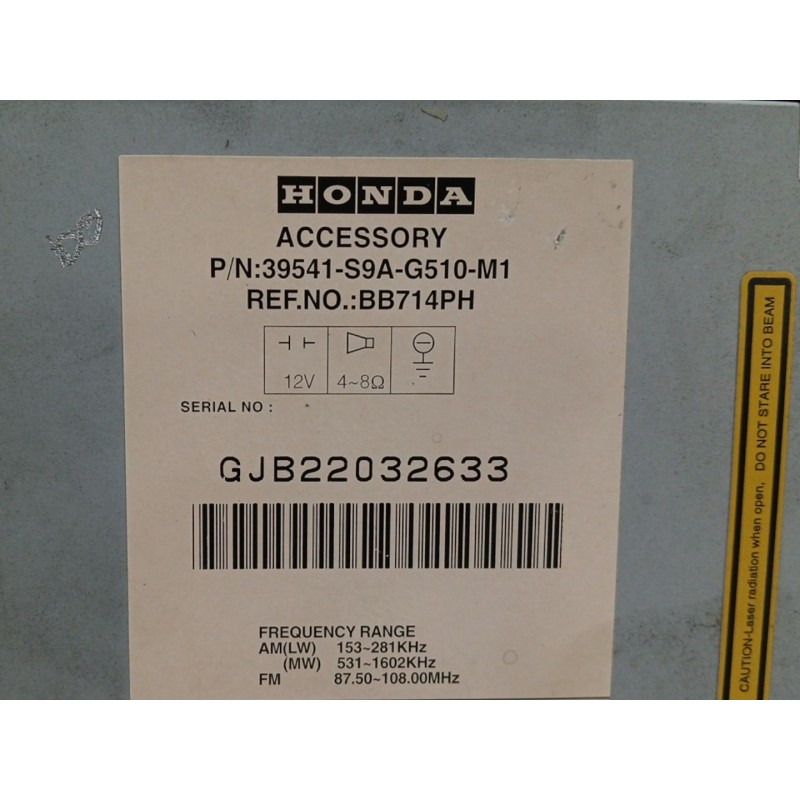 HONDA
ACCESSORY
P/N:39541-S9A-G510-M1
REF.NO.:BB714PH
12V 4~8Ω
SERIAL NO :
GJB22032633
FREQUENCY RANGE
AM(LW) 153~281KHz
(MW) 531~1602KHz
FM 87.50~108.00MHz
CAUTION-Laser radiation when open, DO NOT STARE INTO BEAM